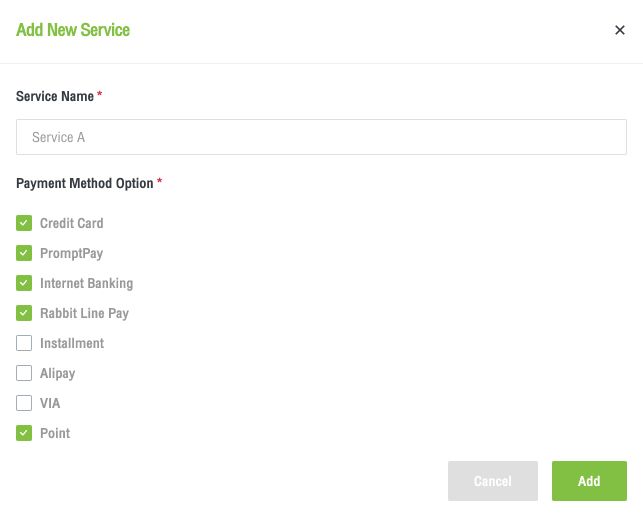 Add New Service
Service Name *
Service A
Payment Method Option *
Credit Card
PromptPay
Internet Banking
Rabbit Line Pay
Installment
Alipay
VIA
Point
Cancel Add